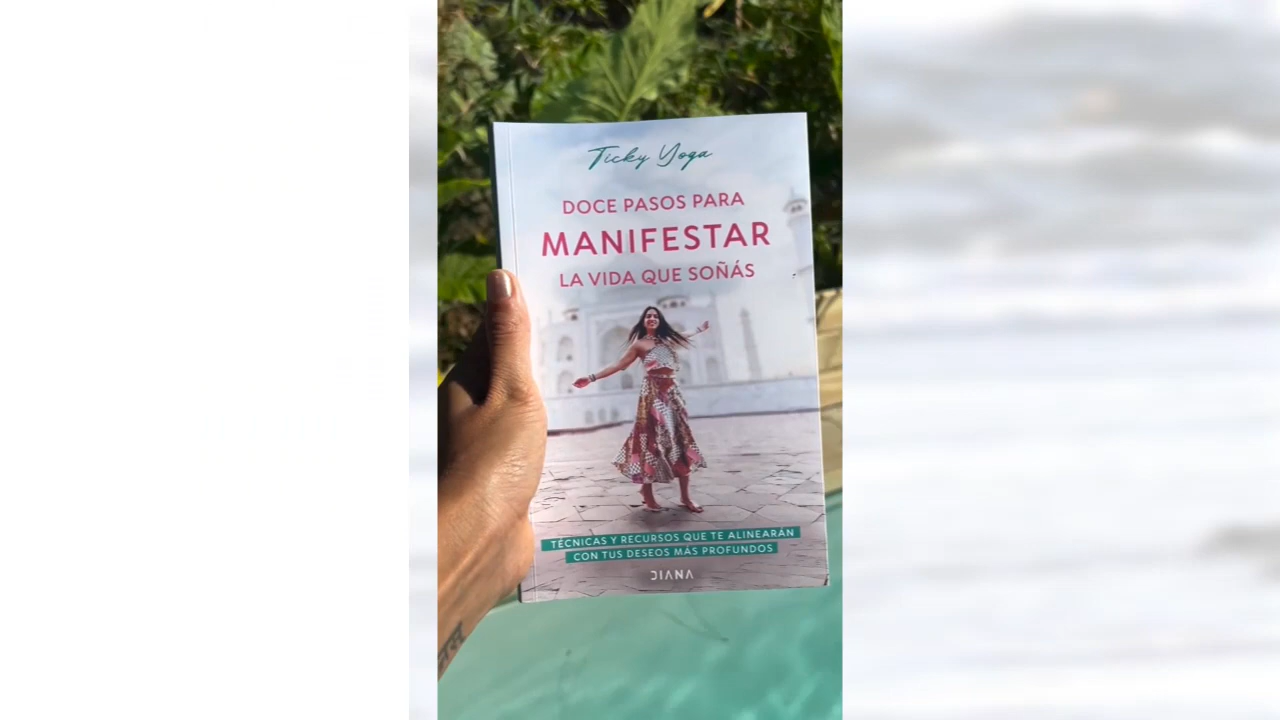 Ticky Yoga
DOCE PASOS PARA
MANIFESTAR
LA VIDA QUE SOÑÁS
TÉCNICAS Y RECURSOS QUE TE ALINEARÁN
CON TUS DESEOS MÁS PROFUNDOS
DIANA